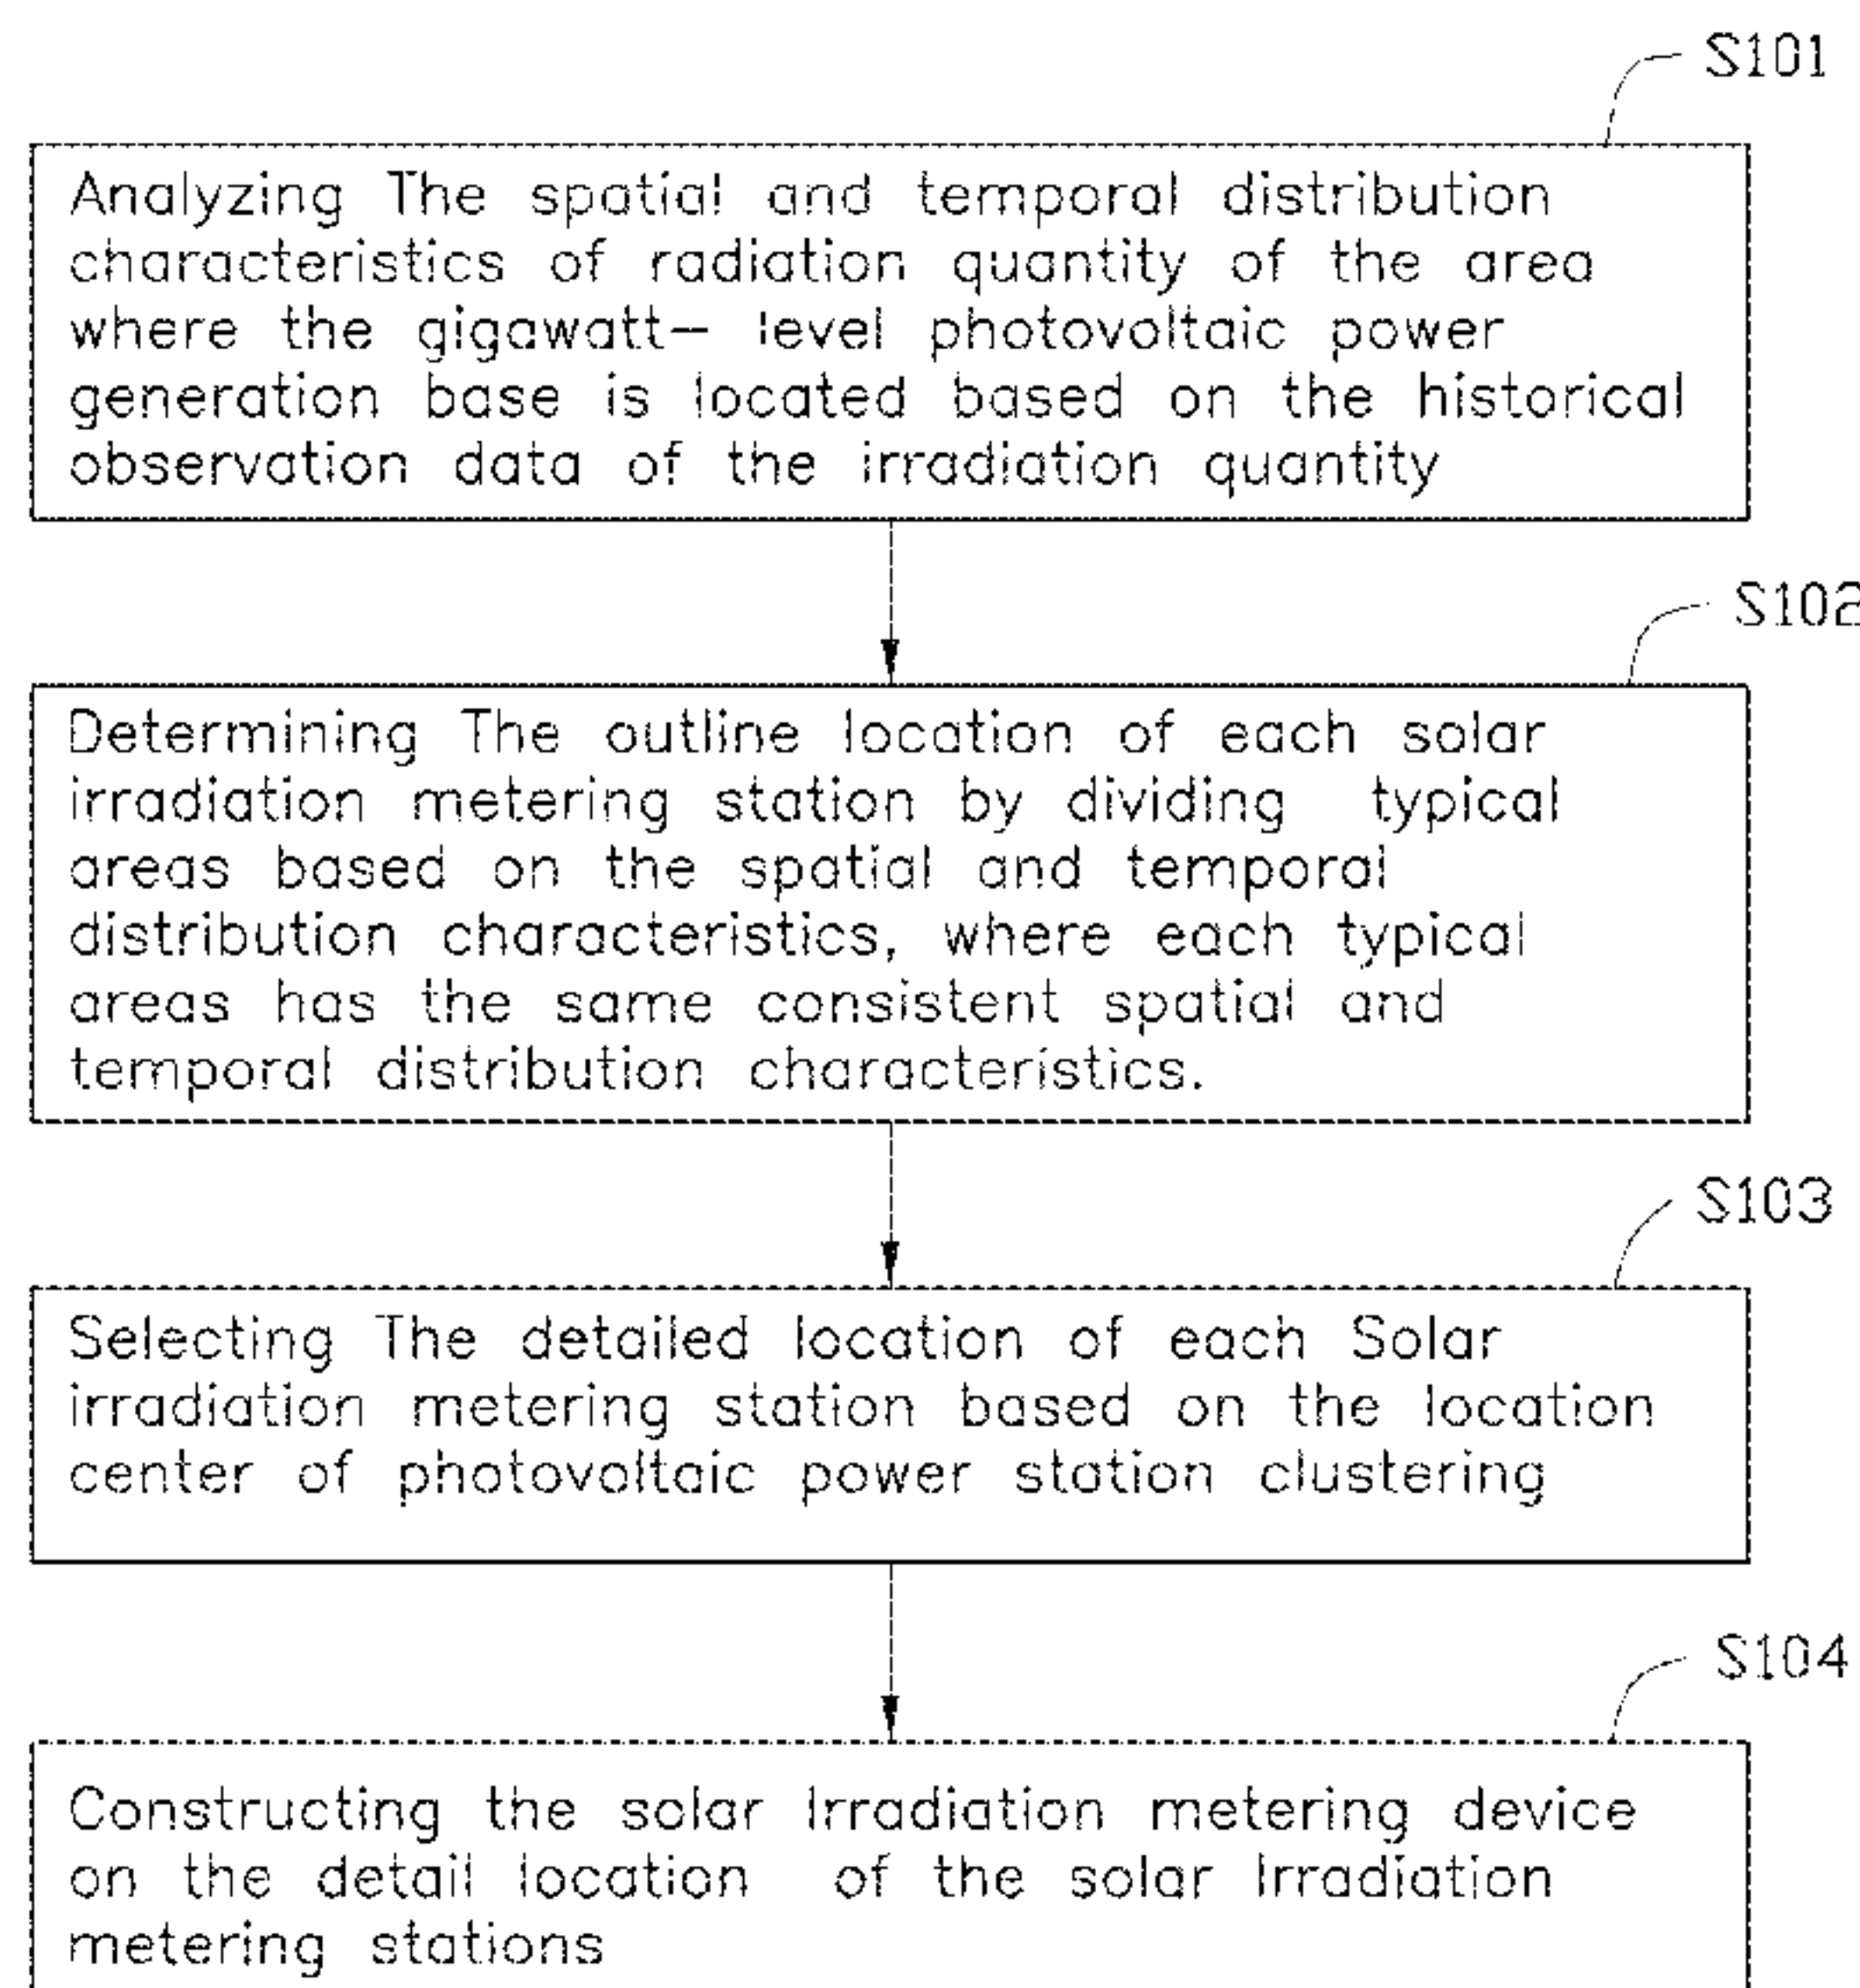 S101
Analyzing The spatial and temporal distribution
characteristics of radiation quantity of the area
where the gigawatt- level photovoltaic power
generation base is located based on the historical
observation data of the irradiation quantity
S102
Determining The outline location of each solar
irradiation metering station by dividing typical
areas based on the spatial and temporal
distribution characteristics, where each typical
areas has the same consistent spatial and
temporal distribution characteristics.
S103
Selecting The detailed location of each Solar
irradiation metering station based on the location
center of photovoltaic power station clustering
S104
Constructing the solar Irradiation metering device
on the detail location of the solar Irradiation
metering stations